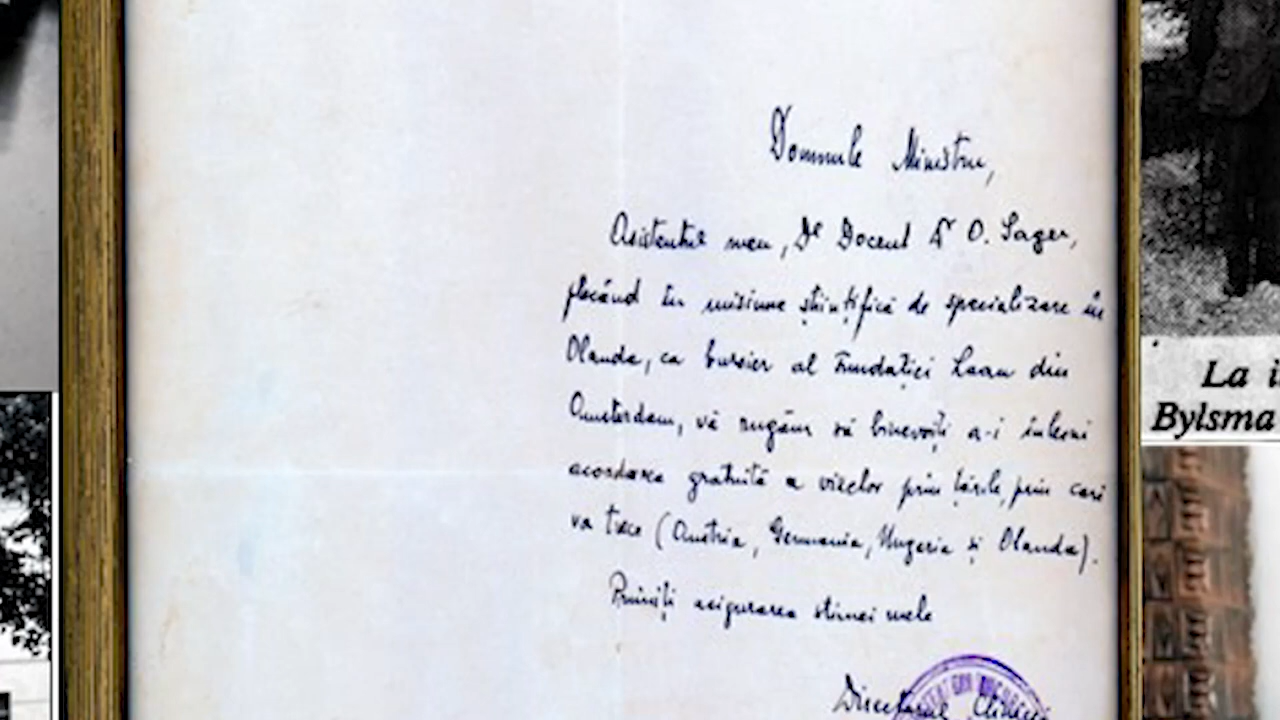 Domnule Ministru,
Asistentul meu, Dr Docent Dr O. Sager,
plecând în misiune științifică de specializare în
Olanda, ca bursier al Fundației Laan din
Amsterdam, vă rugăm să binevoiți a-i înlesni
acordarea gratuită a vizelor prin țările, prin cari
va trece (Austria, Germania, Ungaria și Olanda).
Primiți asigurarea stimei mele
Directorul Clinicei
La i
Bylsma